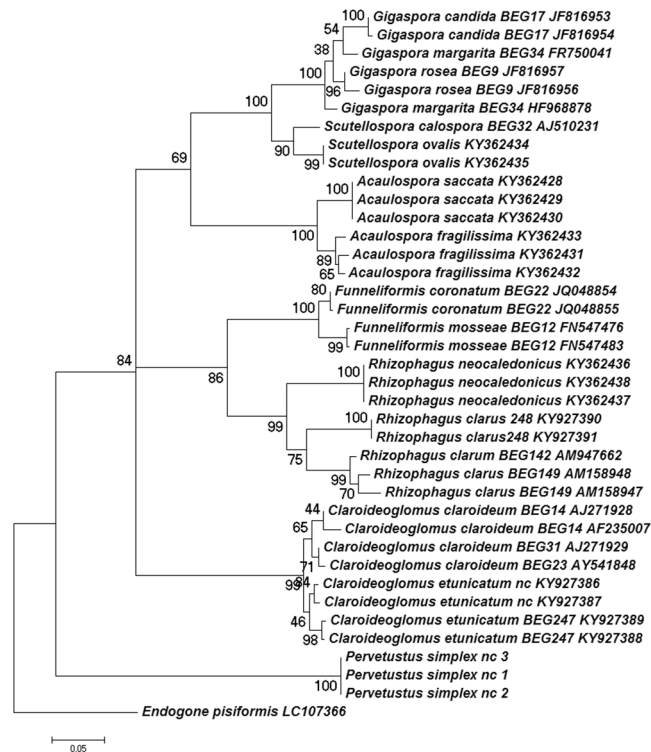 100 Gigaspora candida BEG17 JF816953
54 Gigaspora candida BEG17 JF816954
38 Gigaspora margarita BEG34 FR750041
100 Gigaspora rosea BEG9 JF816957
96 Gigaspora rosea BEG9 JF816956
100 Gigaspora margarita BEG34 HF968878
Scutellospora calospora BEG32 AJ510231
90 Scutellospora ovalis KY362434
69 99 Scutellospora ovalis KY362435
Acaulospora saccata KY362428
100 Acaulospora saccata KY362429
Acaulospora saccata KY362430
100 Acaulospora fragilissima KY362433
89 Acaulospora fragilissima KY362431
65 Acaulospora fragilissima KY362432
80 Funneliformis coronatum BEG22 JQ048854
100 Funneliformis coronatum BEG22 JQ048855
Funneliformis mosseae BEG12 FN547476
99 Funneliformis mosseae BEG12 FN547483
84 Rhizophagus neocaledonicus KY362436
86 100 Rhizophagus neocaledonicus KY362438
Rhizophagus neocaledonicus KY362437
99 100 Rhizophagus clarus 248 KY927390
Rhizophagus clarus248 KY927391
75 Rhizophagus clarum BEG142 AM947662
99 Rhizophagus clarus BEG149 AM158948
70 Rhizophagus clarus BEG149 AM158947
44 Claroideoglomus claroideum BEG14 AJ271928
65 Claroideoglomus claroideum BEG14 AF235007
Claroideoglomus claroideum BEG31 AJ271929
71 Claroideoglomus claroideum BEG23 AY541848
99 84 Claroideoglomus etunicatum nc KY927386
Claroideoglomus etunicatum nc KY927387
46 Claroideoglomus etunicatum BEG247 KY927389
98 Claroideoglomus etunicatum BEG247 KY927388
Pervetustus simplex nc 3
Pervetustus simplex nc 1
100 Pervetustus simplex nc 2
Endogone pisiformis LC107366
0.05